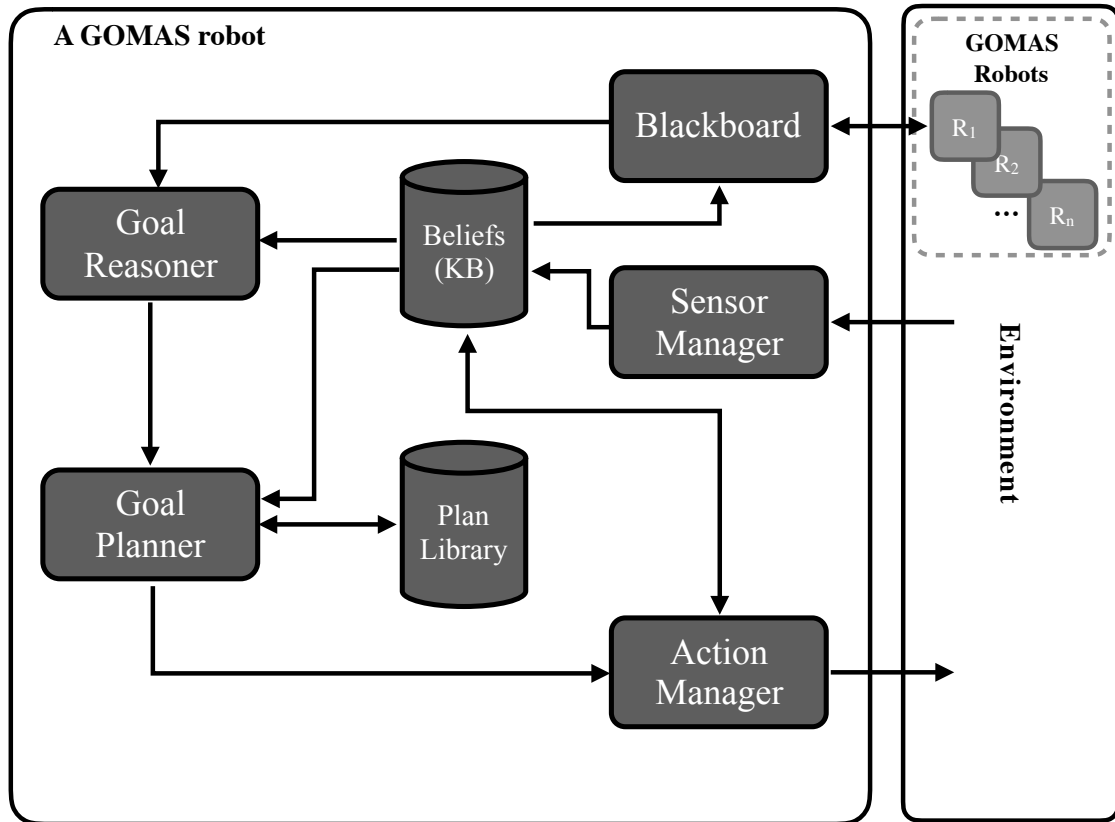 A GOMAS robot
GOMAS
Robots
Blackboard
R1
R2
...
Rn
Goal
Reasoner
Beliefs
(KB)
Sensor
Manager
Environment
Goal
Planner
Plan
Library
Action
Manager